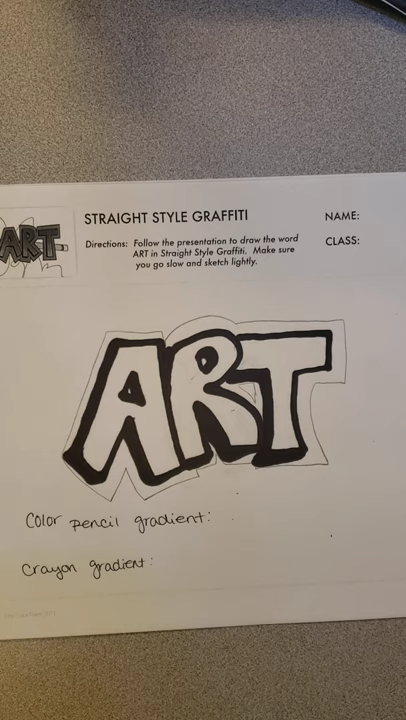 STRAIGHT STYLE GRAFFITI
NAME:
Directions: Follow the presentation to draw the word
ART in Straight Style Graffiti. Make sure
you go slow and sketch lightly.
CLASS:
ART
ART
Color pencil gradient:
Crayon gradient: